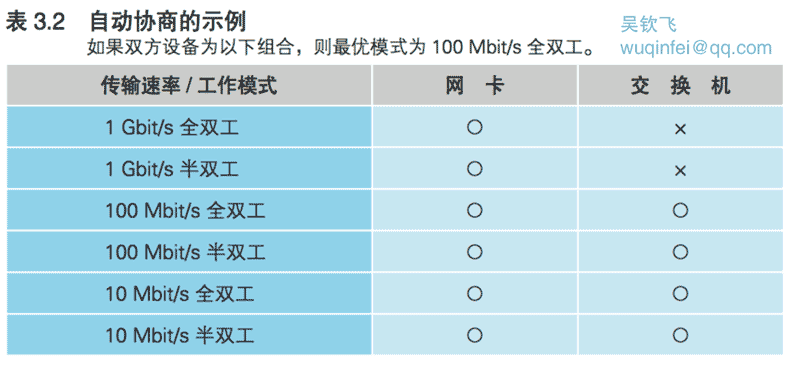 表 3.2 自动协商的示例
吴钦飞
如果双方设备为以下组合，则最优模式为 100 Mbit/s 全双工。
wuqinfei@qq.com
传输速率 / 工作模式 网 卡 交 换 机
1 Gbit/s 全双工 ○ ×
1 Gbit/s 半双工 ○ ×
100 Mbit/s 全双工 ○ ○
100 Mbit/s 半双工 ○ ○
10 Mbit/s 全双工 ○ ○
10 Mbit/s 半双工 ○ ○